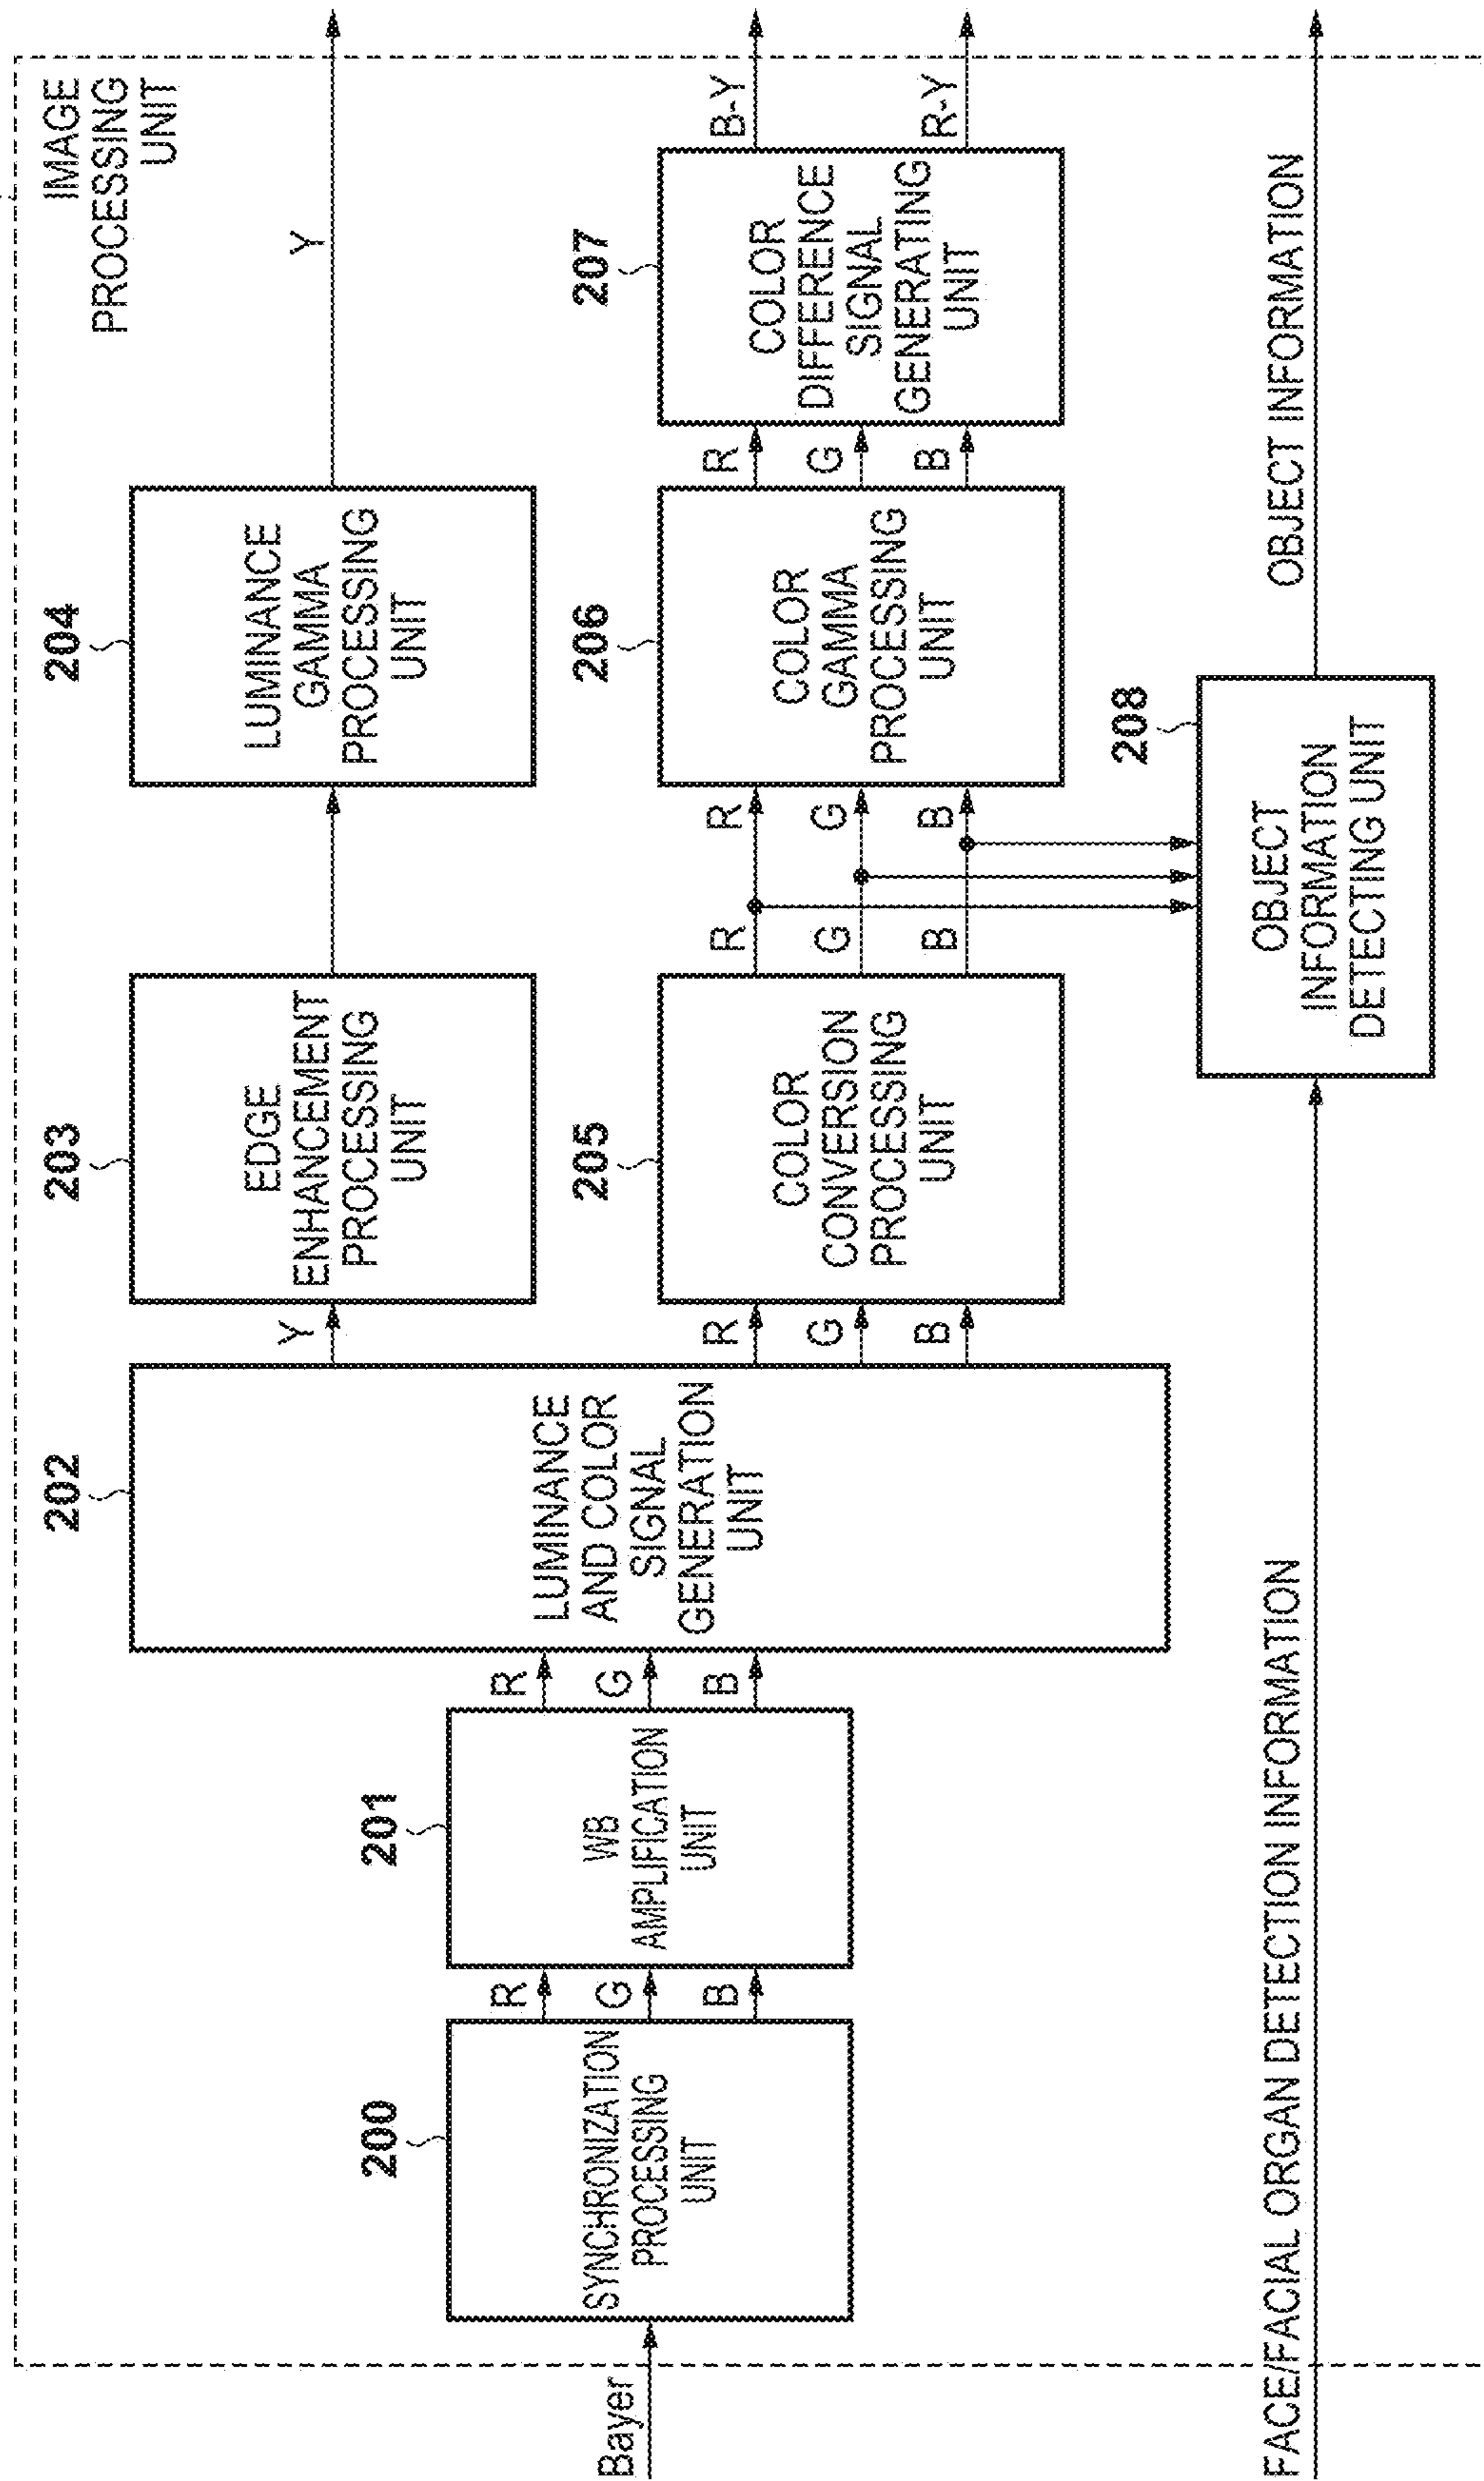 IMAGE
PROCESSING
UNIT
Bayer
200
SYNCHRONIZATION
PROCESSING
UNIT
R
G
B
201
WB
AMPLIFICATION
UNIT
R
G
B
202
LUMINANCE
AND COLOR
SIGNAL
GENERATION
UNIT
Y
203
EDGE
ENHANCEMENT
PROCESSING
UNIT
204
LUMINANCE
GAMMA
PROCESSING
UNIT
Y
R
G
B
205
COLOR
CONVERSION
PROCESSING
UNIT
R
G
B
R
G
B
206
COLOR
GAMMA
PROCESSING
UNIT
R
G
B
207
COLOR
DIFFERENCE
SIGNAL
GENERATING
UNIT
B-Y
R-Y
FACE/FACIAL ORGAN DETECTION INFORMATION
208
OBJECT
INFORMATION
DETECTING UNIT
OBJECT INFORMATION